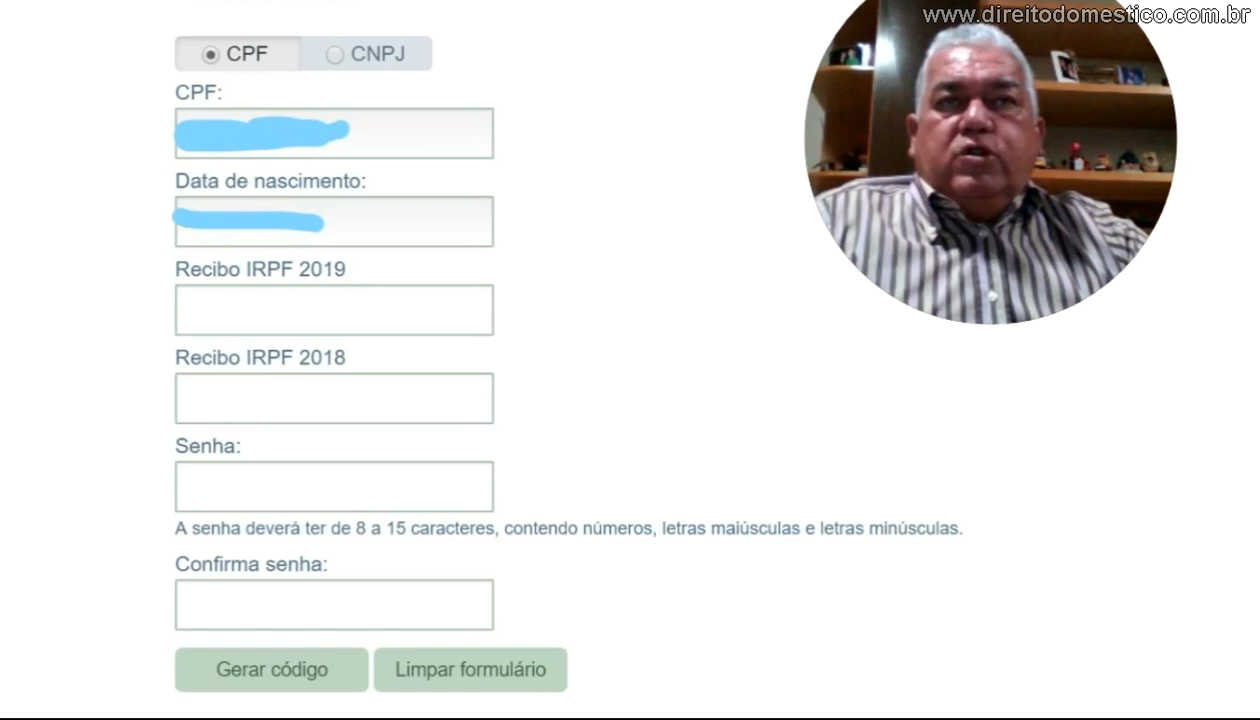 www.direitodomestico.com.br
CPF
CNPJ
CPF:
Data de nascimento:
Recibo IRPF 2019
Recibo IRPF 2018
Senha:
A senha deverá ter de 8 a 15 caracteres, contendo números, letras maiúsculas e letras minúsculas.
Confirma senha:
Gerar código
Limpar formulário